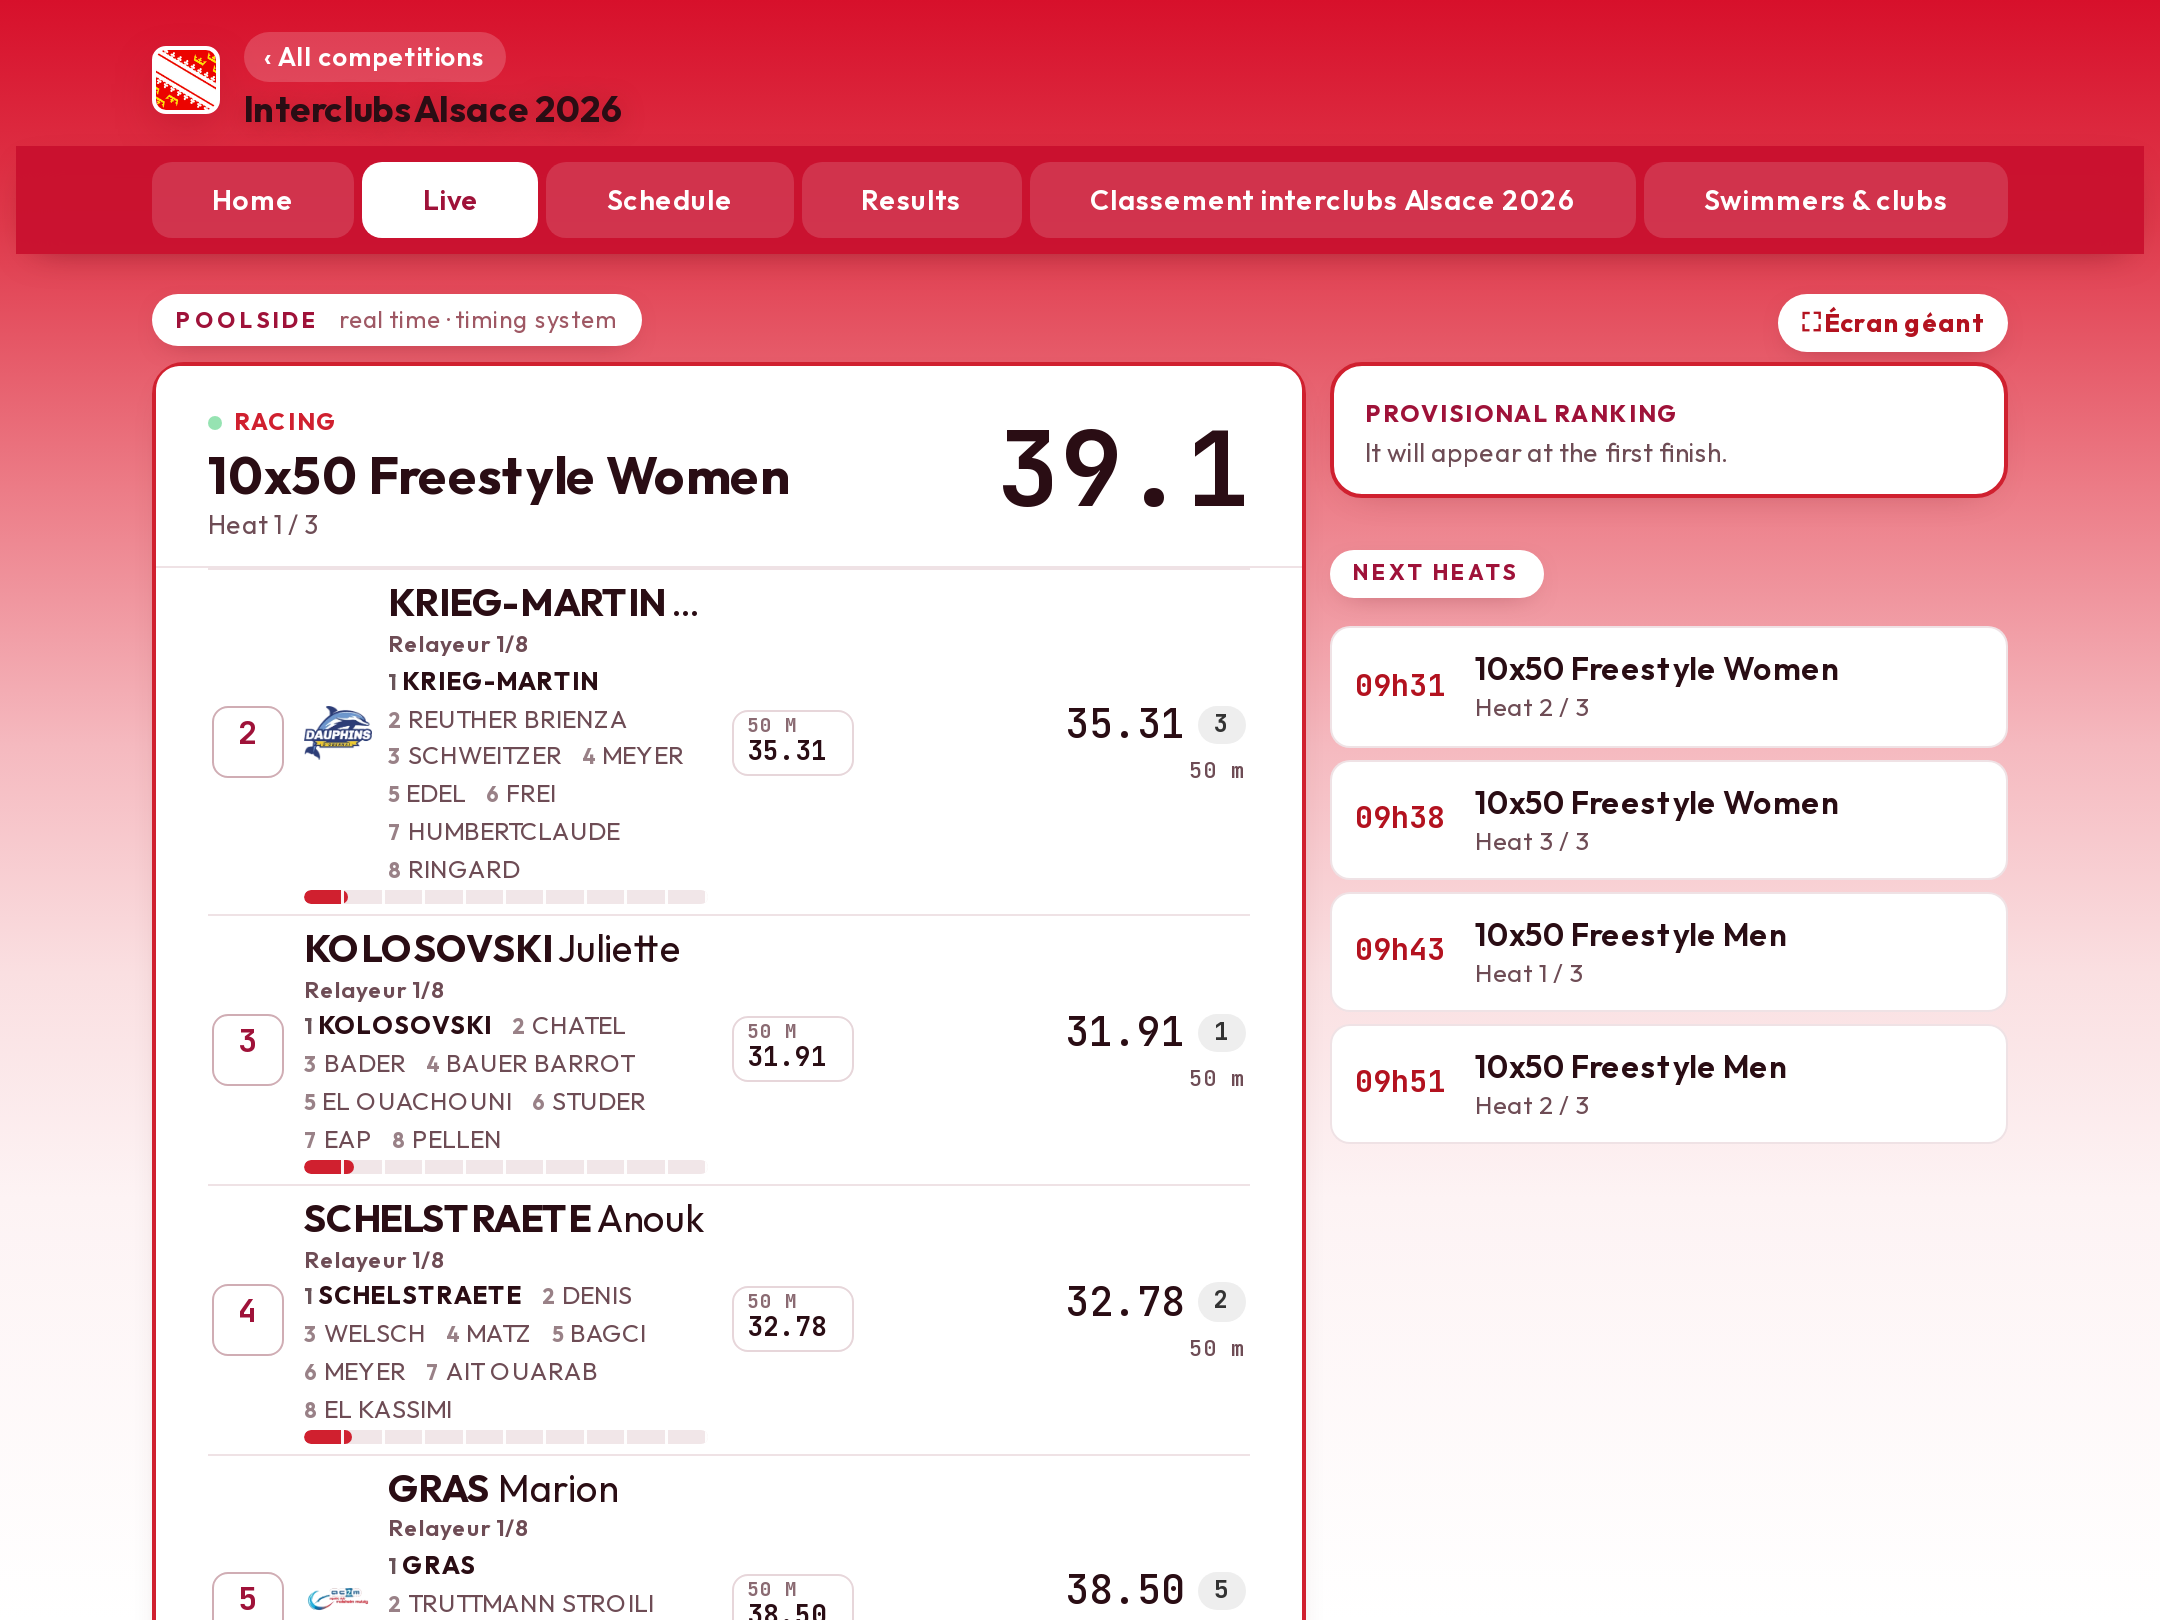 ‹ All competitions
Interclubs Alsace 2026
Home
Live
Schedule
Results
Classement interclubs Alsace 2026
Swimmers & clubs
POOLSIDE real time · timing system
Écran géant
RACING
10x50 Freestyle Women
Heat 1 / 3
39.1
PROVISIONAL RANKING
It will appear at the first finish.
NEXT HEATS
09h31
10x50 Freestyle Women
Heat 2 / 3
09h38
10x50 Freestyle Women
Heat 3 / 3
09h43
10x50 Freestyle Men
Heat 1 / 3
09h51
10x50 Freestyle Men
Heat 2 / 3
2
DAUPHINS
KRIEG-MARTIN ...
Relayeur 1/8
1 KRIEG-MARTIN
2 REUTHER BRIENZA
3 SCHWEITZER 4 MEYER
5 EDEL 6 FREI
7 HUMBERTCLAUDE
8 RINGARD
50 M
35.31
35.31 3
50 m
3
KOLOSOVSKI Juliette
Relayeur 1/8
1 KOLOSOVSKI 2 CHATEL
3 BADER 4 BAUER BARROT
5 EL OUACHOUNI 6 STUDER
7 EAP 8 PELLEN
50 M
31.91
31.91 1
50 m
4
SCHELSTRAETE Anouk
Relayeur 1/8
1 SCHELSTRAETE 2 DENIS
3 WELSCH 4 MATZ 5 BAGCI
6 MEYER 7 AIT OUARAB
8 EL KASSIMI
50 M
32.78
32.78 2
50 m
5
GRAS Marion
Relayeur 1/8
1 GRAS
2 TRUTTMANN STROILI
50 M
38.50
38.50 5